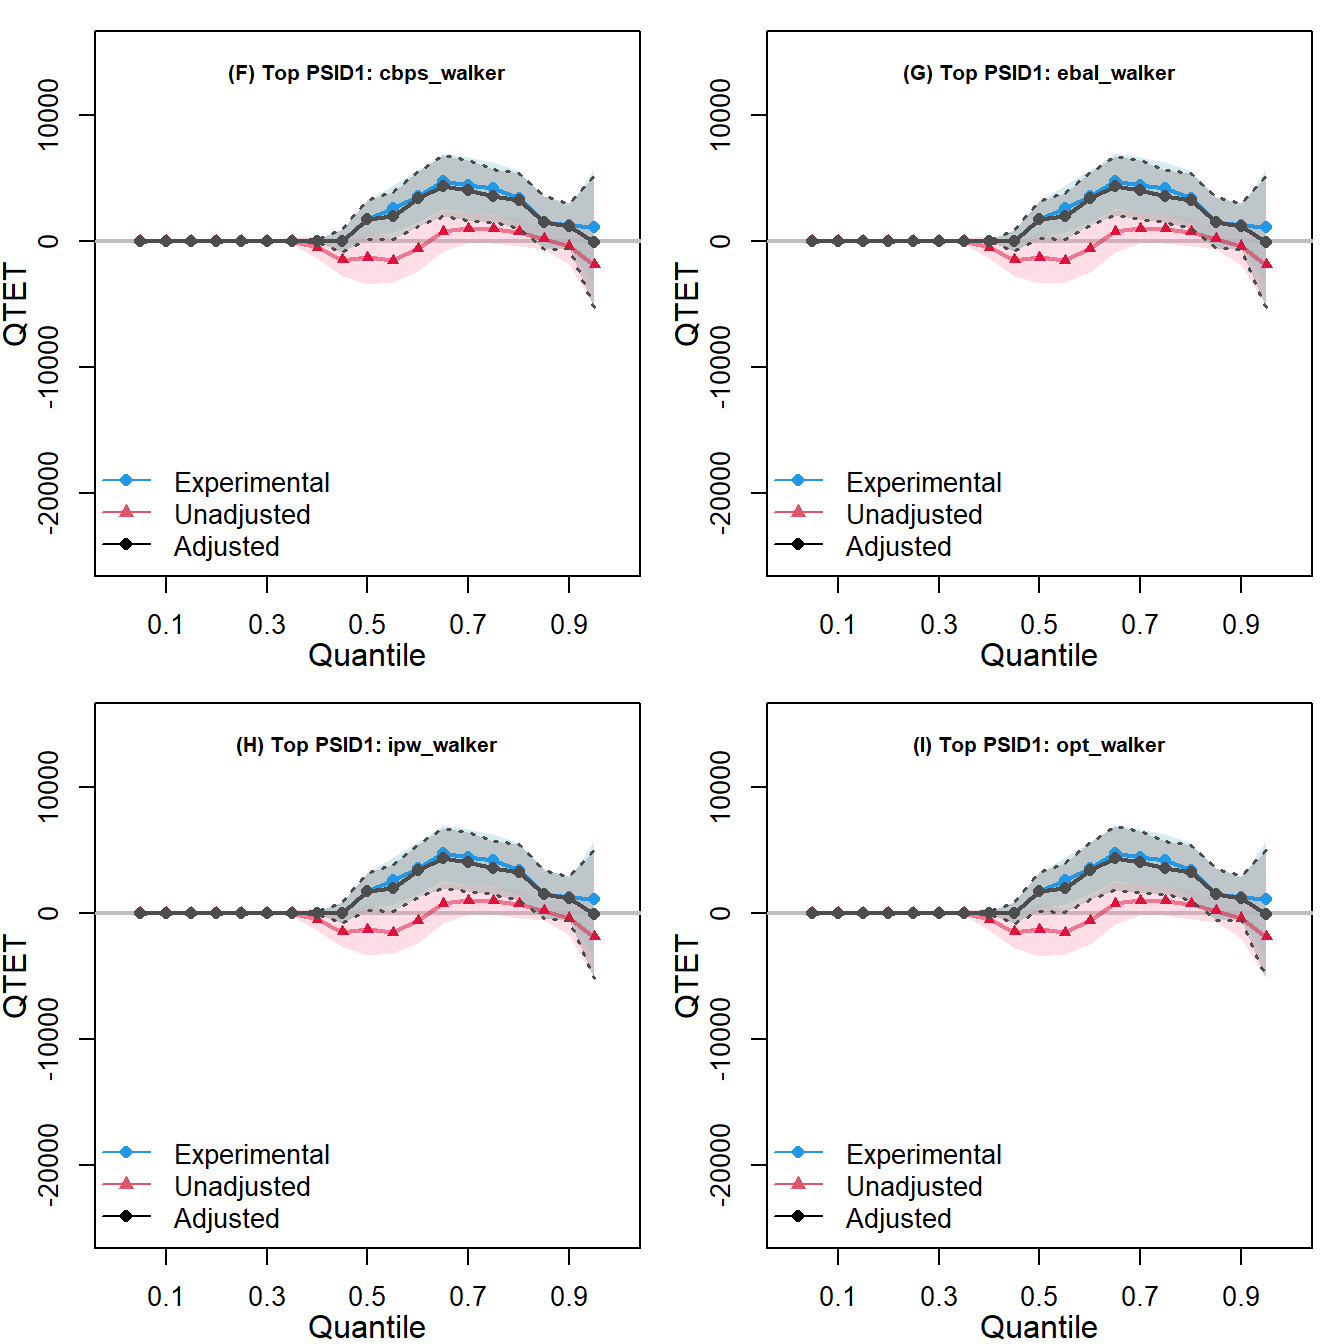 (F) Top PSID1: cbps_walker
QTET
10000
0
-10000
-20000
Experimental
Unadjusted
Adjusted
0.1 0.3 0.5 0.7 0.9
Quantile
(G) Top PSID1: ebal_walker
QTET
10000
0
-10000
-20000
Experimental
Unadjusted
Adjusted
0.1 0.3 0.5 0.7 0.9
Quantile
(H) Top PSID1: ipw_walker
QTET
10000
0
-10000
-20000
Experimental
Unadjusted
Adjusted
0.1 0.3 0.5 0.7 0.9
Quantile
(I) Top PSID1: opt_walker
QTET
10000
0
-10000
-20000
Experimental
Unadjusted
Adjusted
0.1 0.3 0.5 0.7 0.9
Quantile